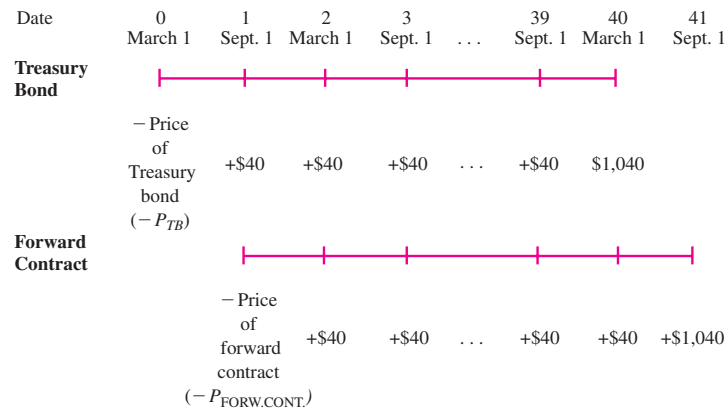 Date 0 1 2 3 39 40 41
March 1 Sept. 1 March 1 Sept. 1 . . . Sept. 1 March 1 Sept. 1
Treasury
Bond
− Price
of
Treasury
bond
(− P_TB)
+$40 +$40 +$40 . . . +$40 $1,040
Forward
Contract
− Price
of
forward
contract
(− P_FORW.CONT.)
+$40 +$40 . . . +$40 +$40 +$1,040